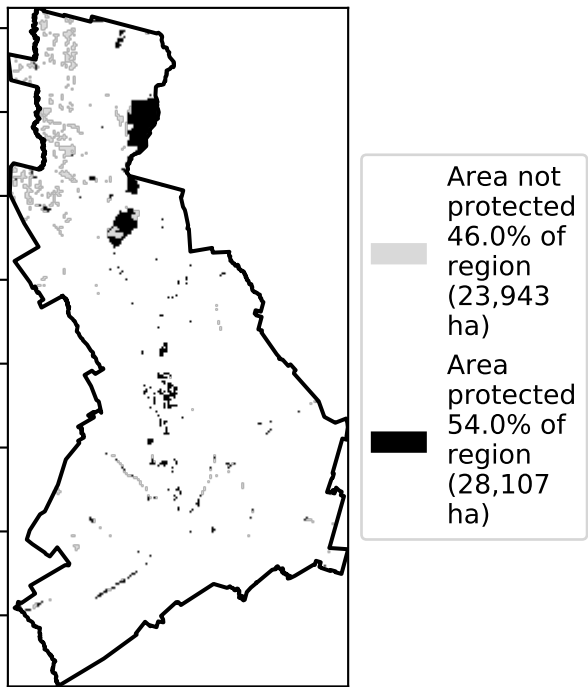 Area not
protected
46.0% of
region
(23,943
ha)
Area
protected
54.0% of
region
(28,107
ha)